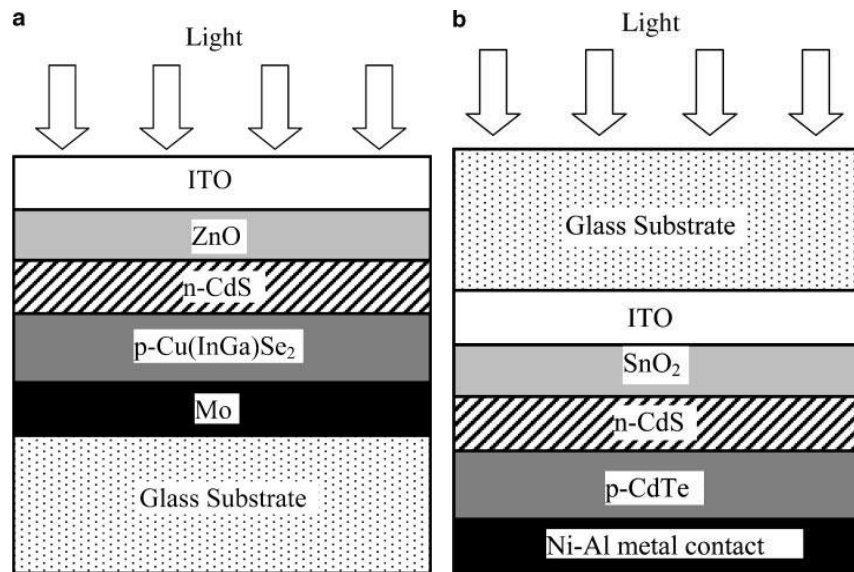 a
Light
ITO
ZnO
n-CdS
p-Cu(InGa)Se₂
Mo
Glass Substrate
b
Light
Glass Substrate
ITO
SnO₂
n-CdS
p-CdTe
Ni-Al metal contact